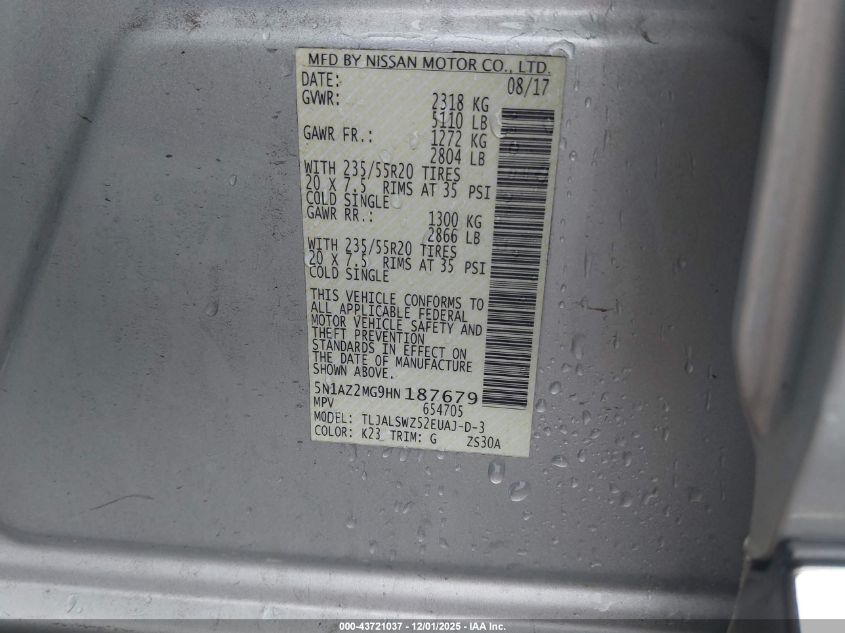 MFD BY NISSAN MOTOR CO., LTD.
DATE: 08/17
GVWR: 2318 KG
5110 LB
GAWR FR.: 1272 KG
2804 LB
WITH 235/55R20 TIRES
20 X 7.5 RIMS AT 35 PSI
COLD SINGLE
GAWR RR.: 1300 KG
2866 LB
WITH 235/55R20 TIRES
20 X 7.5 RIMS AT 35 PSI
COLD SINGLE
THIS VEHICLE CONFORMS TO
ALL APPLICABLE FEDERAL
MOTOR VEHICLE SAFETY AND
THEFT PREVENTION
STANDARDS IN EFFECT ON
THE DATE OF MANUFACTURE
SHOWN ABOVE.
5N1AZ2MG9HN187679
MPV 654705
MODEL: TLJALSWZ52EUAJ-D-3
COLOR: K23 TRIM: G ZS30A
000-43721037 - 12/01/2025 - IAA Inc.